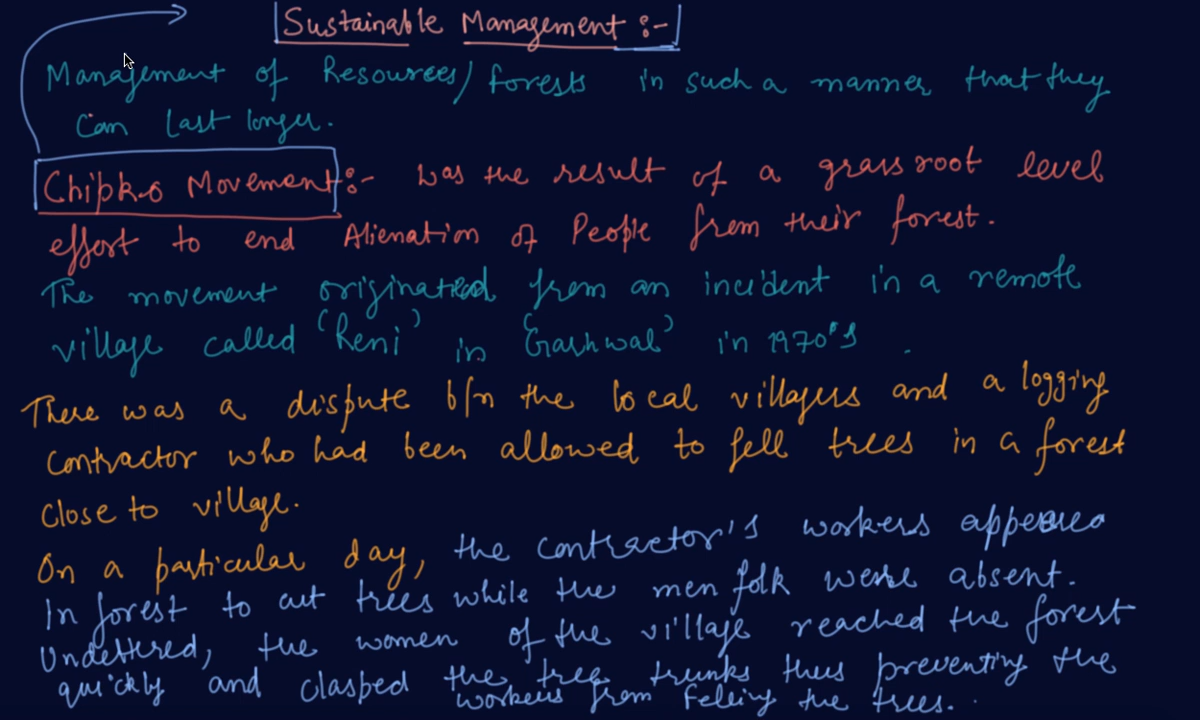 Sustainable Management :-
Management of Resources/forests in such a manner that they
can last longer.
Chipko Movement :- was the result of a grassroot level
effort to end Alienation of People from their forest.
The movement originated from an incident in a remote
village called 'Reni' in 'Garhwal' in 1970's.
There was a dispute b/n the local villagers and a logging
contractor who had been allowed to fell trees in a forest
close to village.
On a particular day, the contractor's workers appeared
In forest to cut trees while the men folk were absent.
Undettered, the women of the village reached the forest
quickly and clasped the tree trunks thus preventing the
workers from felling the trees.